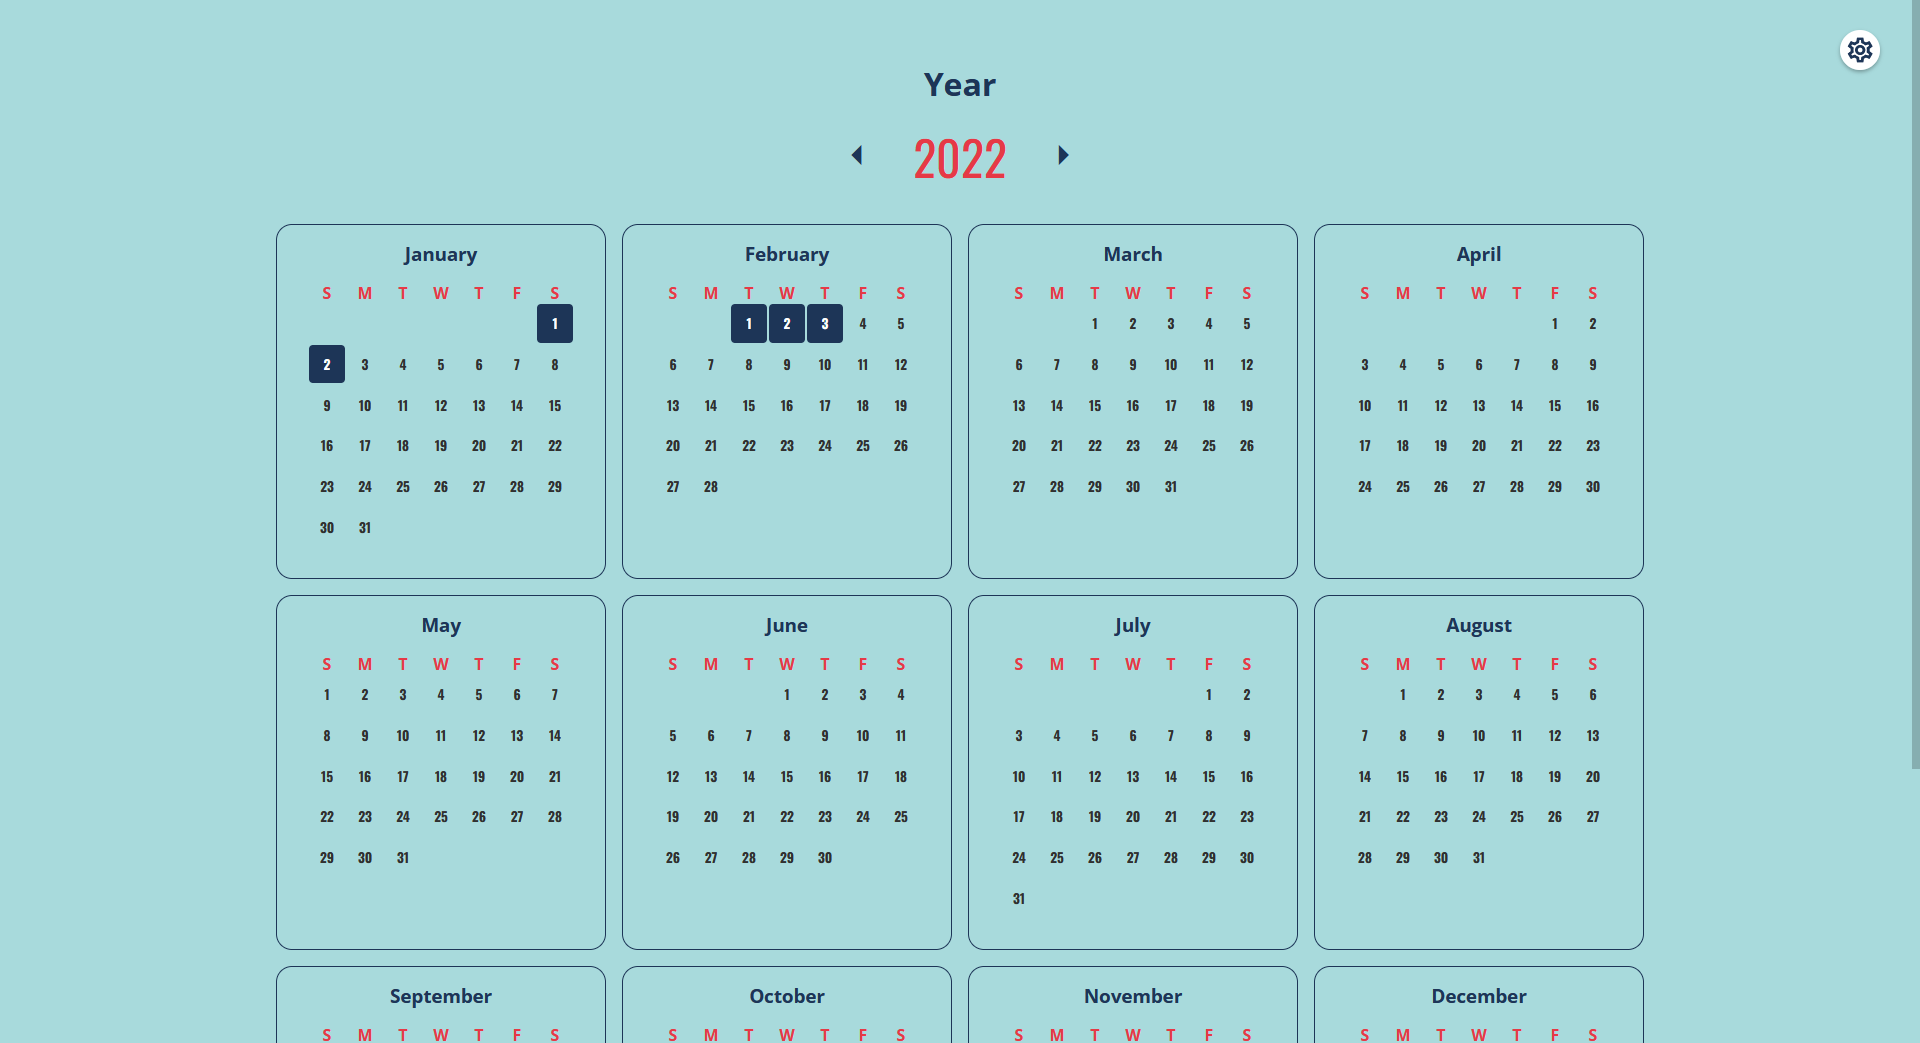 Year
2022
January
S M T W T F S
1
2 3 4 5 6 7 8
9 10 11 12 13 14 15
16 17 18 19 20 21 22
23 24 25 26 27 28 29
30 31
February
S M T W T F S
1 2 3 4 5
6 7 8 9 10 11 12
13 14 15 16 17 18 19
20 21 22 23 24 25 26
27 28
March
S M T W T F S
1 2 3 4 5
6 7 8 9 10 11 12
13 14 15 16 17 18 19
20 21 22 23 24 25 26
27 28 29 30 31
April
S M T W T F S
1 2
3 4 5 6 7 8 9
10 11 12 13 14 15 16
17 18 19 20 21 22 23
24 25 26 27 28 29 30
May
S M T W T F S
1 2 3 4 5 6 7
8 9 10 11 12 13 14
15 16 17 18 19 20 21
22 23 24 25 26 27 28
29 30 31
June
S M T W T F S
1 2 3 4
5 6 7 8 9 10 11
12 13 14 15 16 17 18
19 20 21 22 23 24 25
26 27 28 29 30
July
S M T W T F S
1 2
3 4 5 6 7 8 9
10 11 12 13 14 15 16
17 18 19 20 21 22 23
24 25 26 27 28 29 30
31
August
S M T W T F S
1 2 3 4 5 6
7 8 9 10 11 12 13
14 15 16 17 18 19 20
21 22 23 24 25 26 27
28 29 30 31
September
S M T W T F S
October
S M T W T F S
November
S M T W T F S
December
S M T W T F S